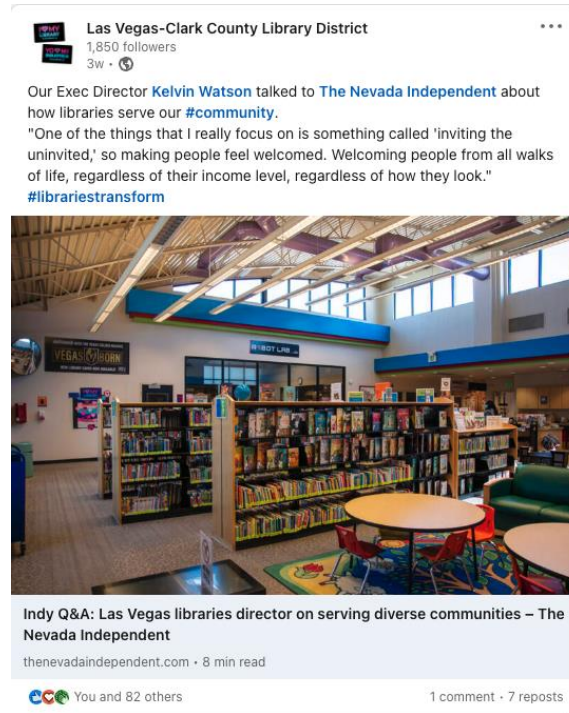 Las Vegas-Clark County Library District
1,850 followers
3w •
Our Exec Director Kelvin Watson talked to The Nevada Independent about
how libraries serve our #community.
"One of the things that I really focus on is something called 'inviting the
uninvited,' so making people feel welcomed. Welcoming people from all walks
of life, regardless of their income level, regardless of how they look."
#librariestransform
VEGAS BORN
ROBOT LAB
Indy Q&A: Las Vegas libraries director on serving diverse communities – The
Nevada Independent
thenevadaindependent.com • 8 min read
You and 82 others
1 comment • 7 reposts